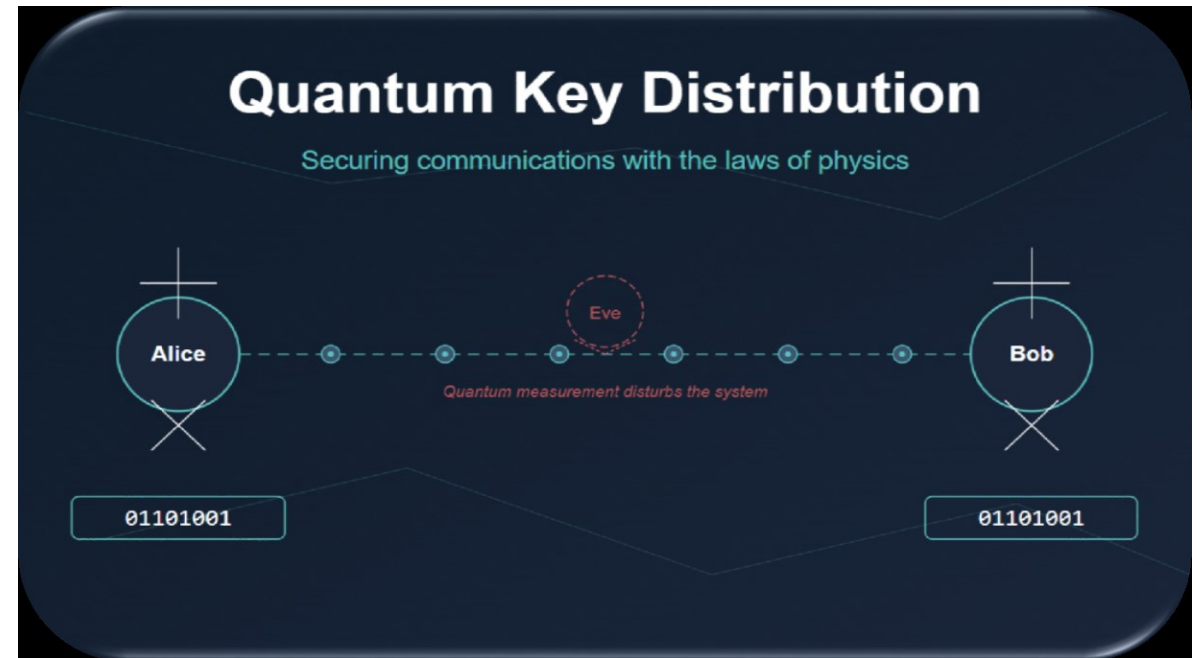 Quantum Key Distribution
Securing communications with the laws of physics
Eve
Alice
Bob
Quantum measurement disturbs the system
01101001
01101001